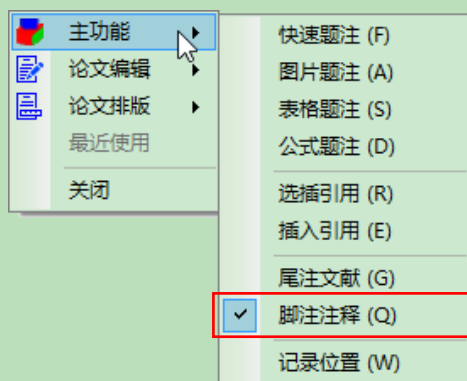 主功能
论文编辑
论文排版
最近使用
关闭
快速题注 (F)
图片题注 (A)
表格题注 (S)
公式题注 (D)
选插引用 (R)
插入引用 (E)
尾注文献 (G)
脚注注释 (Q)
记录位置 (W)